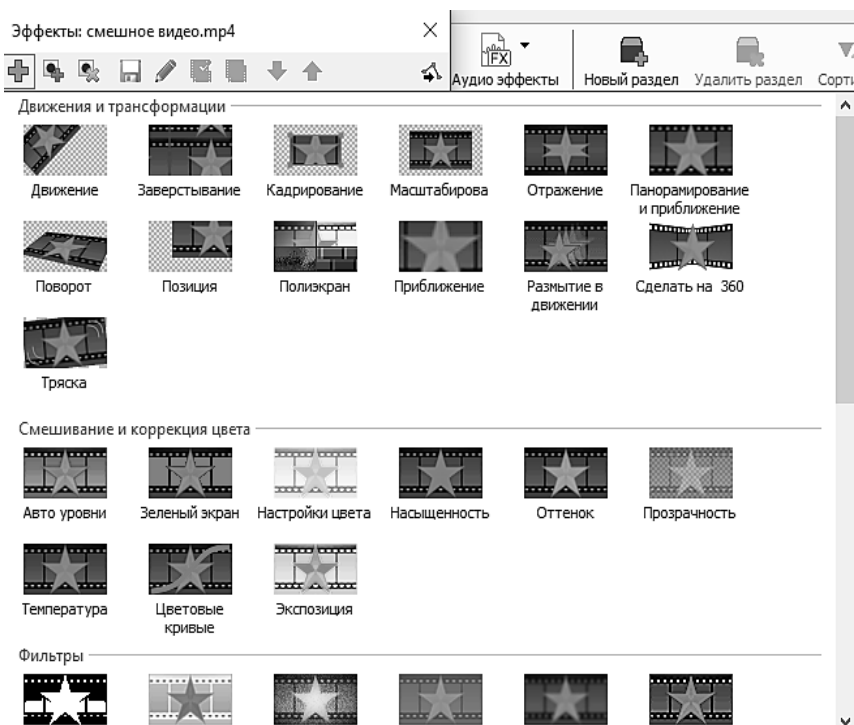 Эффекты: смешное видео.mp4
FX
Аудио эффекты
Новый раздел
Удалить раздел
Движения и трансформации
Движение
Заверстывание
Кадрирование
Масштабирова
Отражение
Панорамирование
и приближение
Поворот
Позиция
Полиэкран
Приближение
Размытие в
движении
Сделать на 360
Тряска
Смешивание и коррекция цвета
Авто уровни
Зеленый экран
Настройки цвета
Насыщенность
Оттенок
Прозрачность
Температура
Цветовые
кривые
Экспозиция
Фильтры